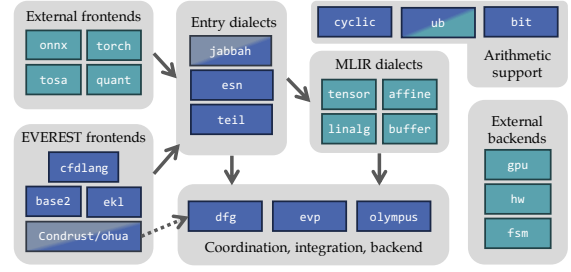 External frontends
onnx
torch
tosa
quant
Entry dialects
jabbah
esn
teil
cyclic
ub
bit
Arithmetic
support
MLIR dialects
tensor
affine
linalg
buffer
External
backends
gpu
hw
fsm
EVEREST frontends
cfdlang
base2
ekl
Condrust/ohua
dfg
evp
olympus
Coordination, integration, backend